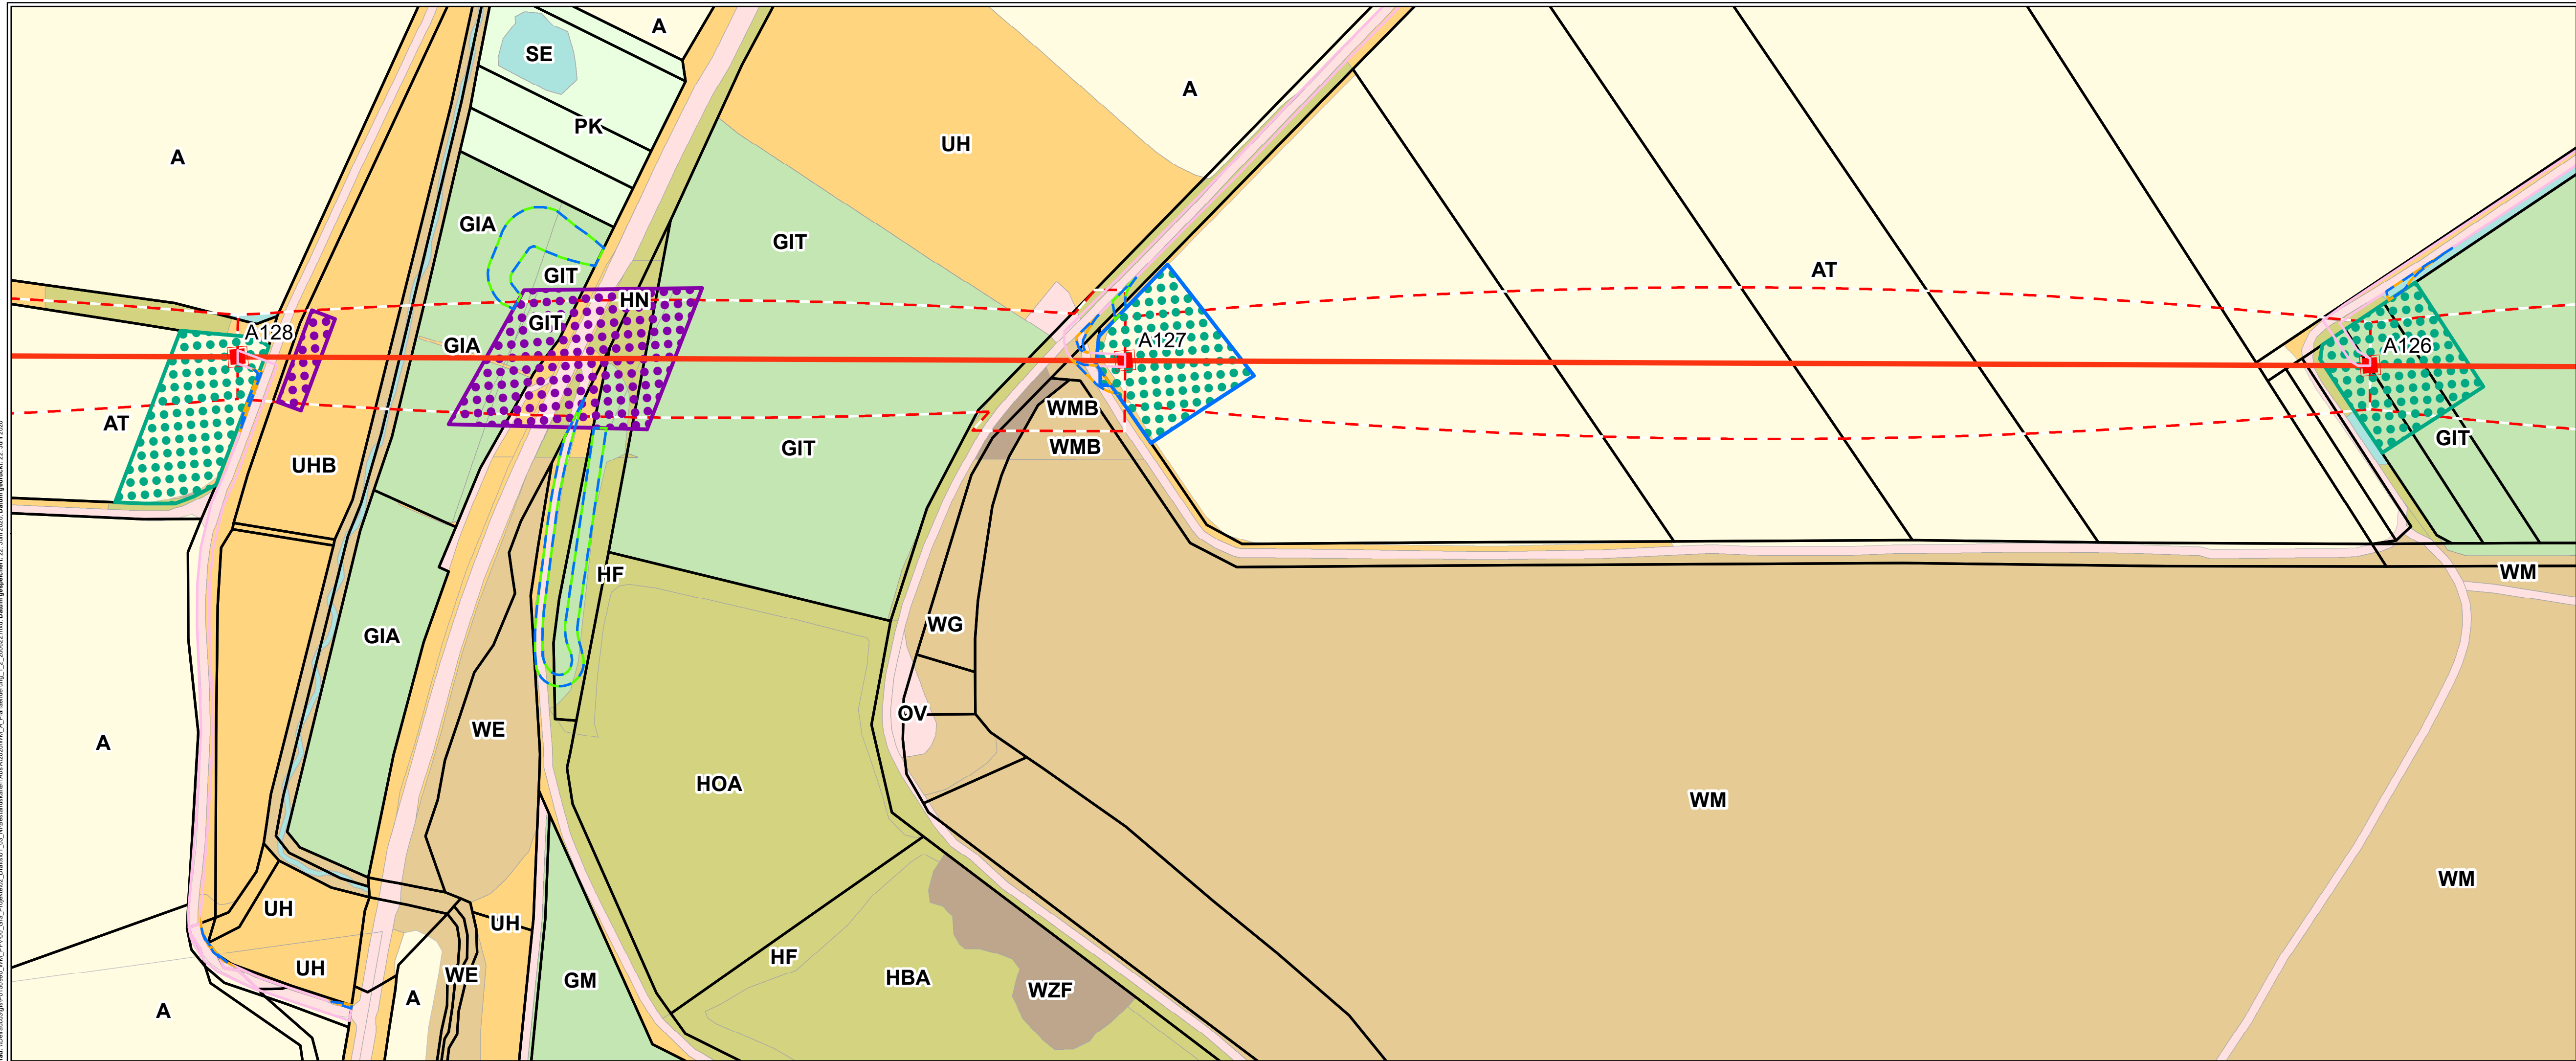 A
SE
A
PK
UH
A
GIA
GIT
GIT
AT
HN
GIT
A128
GIA
A127
A126
AT
WMB
WMB
GIT
GIT
UHB
HF
WM
GIA
WG
OV
WE
A
HOA
WM
WM
UH
UH
HF
UH
WE
HBA
GM
WZF
A
A
A